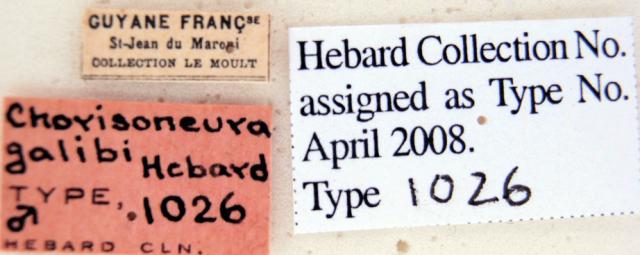 GUYANE FRANÇSE
St-Jean du Maroni
COLLECTION LE MOULT
Chorisoneura
galibi Hebard
TYPE, 1026
♂
HEBARD CLN.
Hebard Collection No.
assigned as Type No.
April 2008.
Type 1026